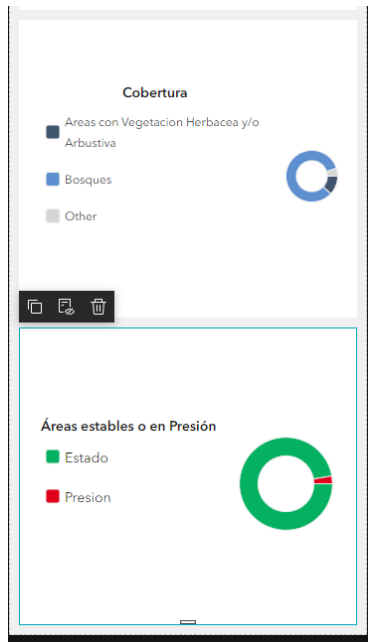 Cobertura
Areas con Vegetacion Herbacea y/o
Arbustiva
Bosques
Other
Áreas estables o en Presión
Estado
Presion